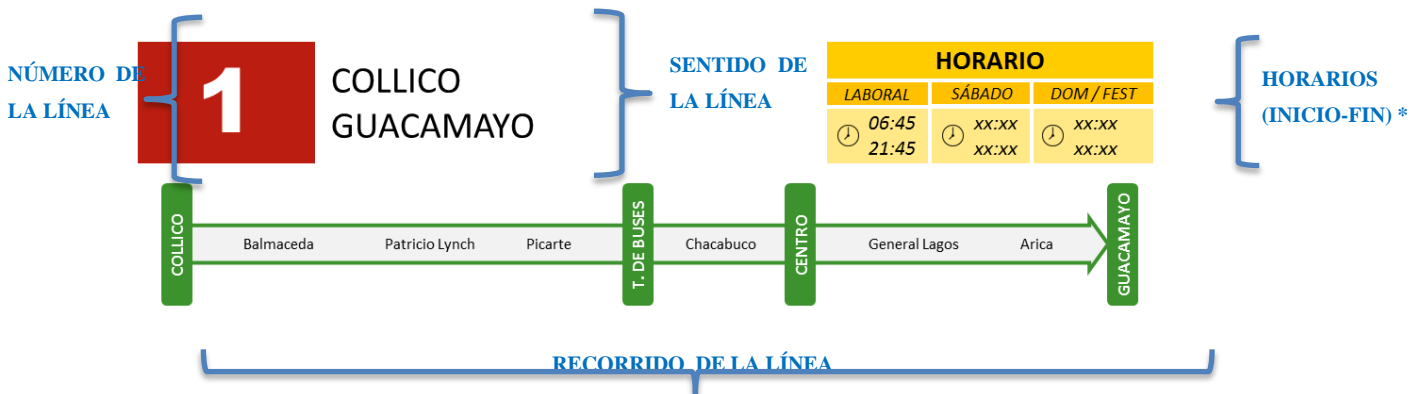 NÚMERO DE
LA LÍNEA
1
COLLICO
GUACAMAYO
SENTIDO DE
LA LÍNEA
HORARIO
LABORAL SÁBADO DOM / FEST
06:45 xx:xx xx:xx
21:45 xx:xx xx:xx
HORARIOS
(INICIO-FIN) *
COLLICO
Balmaceda
Patricio Lynch
Picarte
T. DE BUSES
Chacabuco
CENTRO
General Lagos
Arica
GUACAMAYO
RECORRIDO DE LA LÍNEA